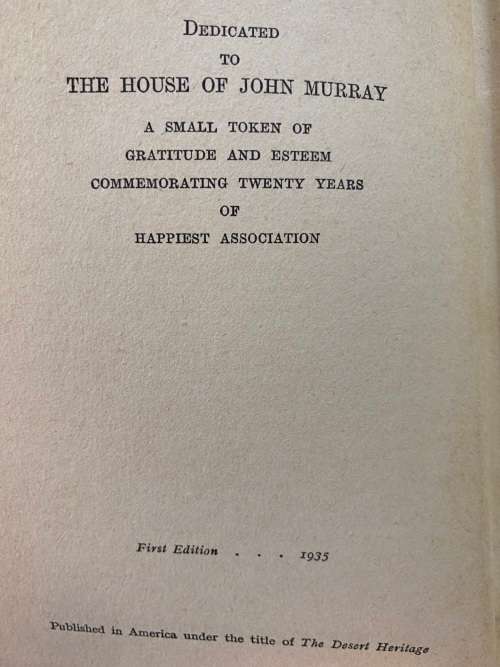 DEDICATED
TO
THE HOUSE OF JOHN MURRAY
A SMALL TOKEN OF
GRATITUDE AND ESTEEM
COMMEMORATING TWENTY YEARS
OF
HAPPIEST ASSOCIATION
First Edition . . . 1935
Published in America under the title of The Desert Heritage